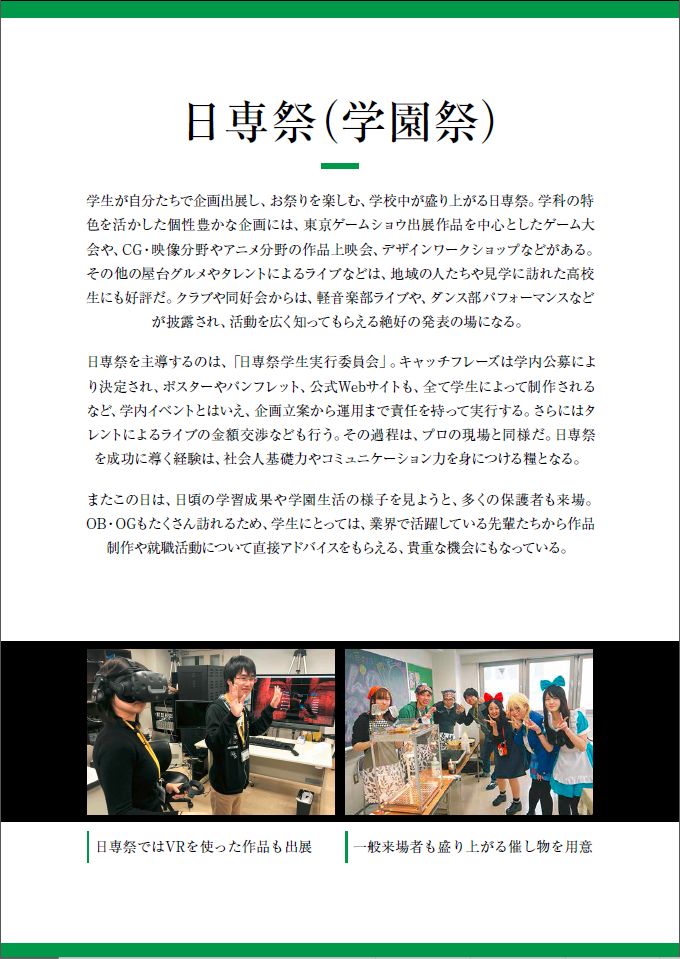 日専祭（学園祭）
学生が自分たちで企画出展し、お祭りを楽しむ、学校中が盛り上がる日専祭。学科の特
色を活かした個性豊かな企画には、東京ゲームショウ出展作品を中心としたゲーム大
会や、CG・映像分野やアニメ分野の作品上映会、デザインワークショップなどがある。
その他の屋台グルメやタレントによるライブなどは、地域の人たちや見学に訪れた高校
生にも好評だ。クラブや同好会からは、軽音楽部ライブや、ダンス部パフォーマンスなど
が披露され、活動を広く知ってもらえる絶好の発表の場になる。
日専祭を主導するのは、「日専祭学生実行委員会」。キャッチフレーズは学内公募によ
り決定され、ポスターやパンフレット、公式Webサイトも、全て学生によって制作される
など、学内イベントとはいえ、企画立案から運用まで責任を持って実行する。さらにはタ
レントによるライブの金額交渉なども行う。その過程は、プロの現場と同様だ。日専祭
を成功に導く経験は、社会人基礎力やコミュニケーション力を身につける糧となる。
またこの日は、日頃の学習成果や学園生活の様子を見ようと、多くの保護者も来場。
OB・OGもたくさん訪れるため、学生にとっては、業界で活躍している先輩たちから作品
制作や就職活動について直接アドバイスをもらえる、貴重な機会にもなっている。
日専祭ではVRを使った作品も出展
一般来場者も盛り上がる催し物を用意